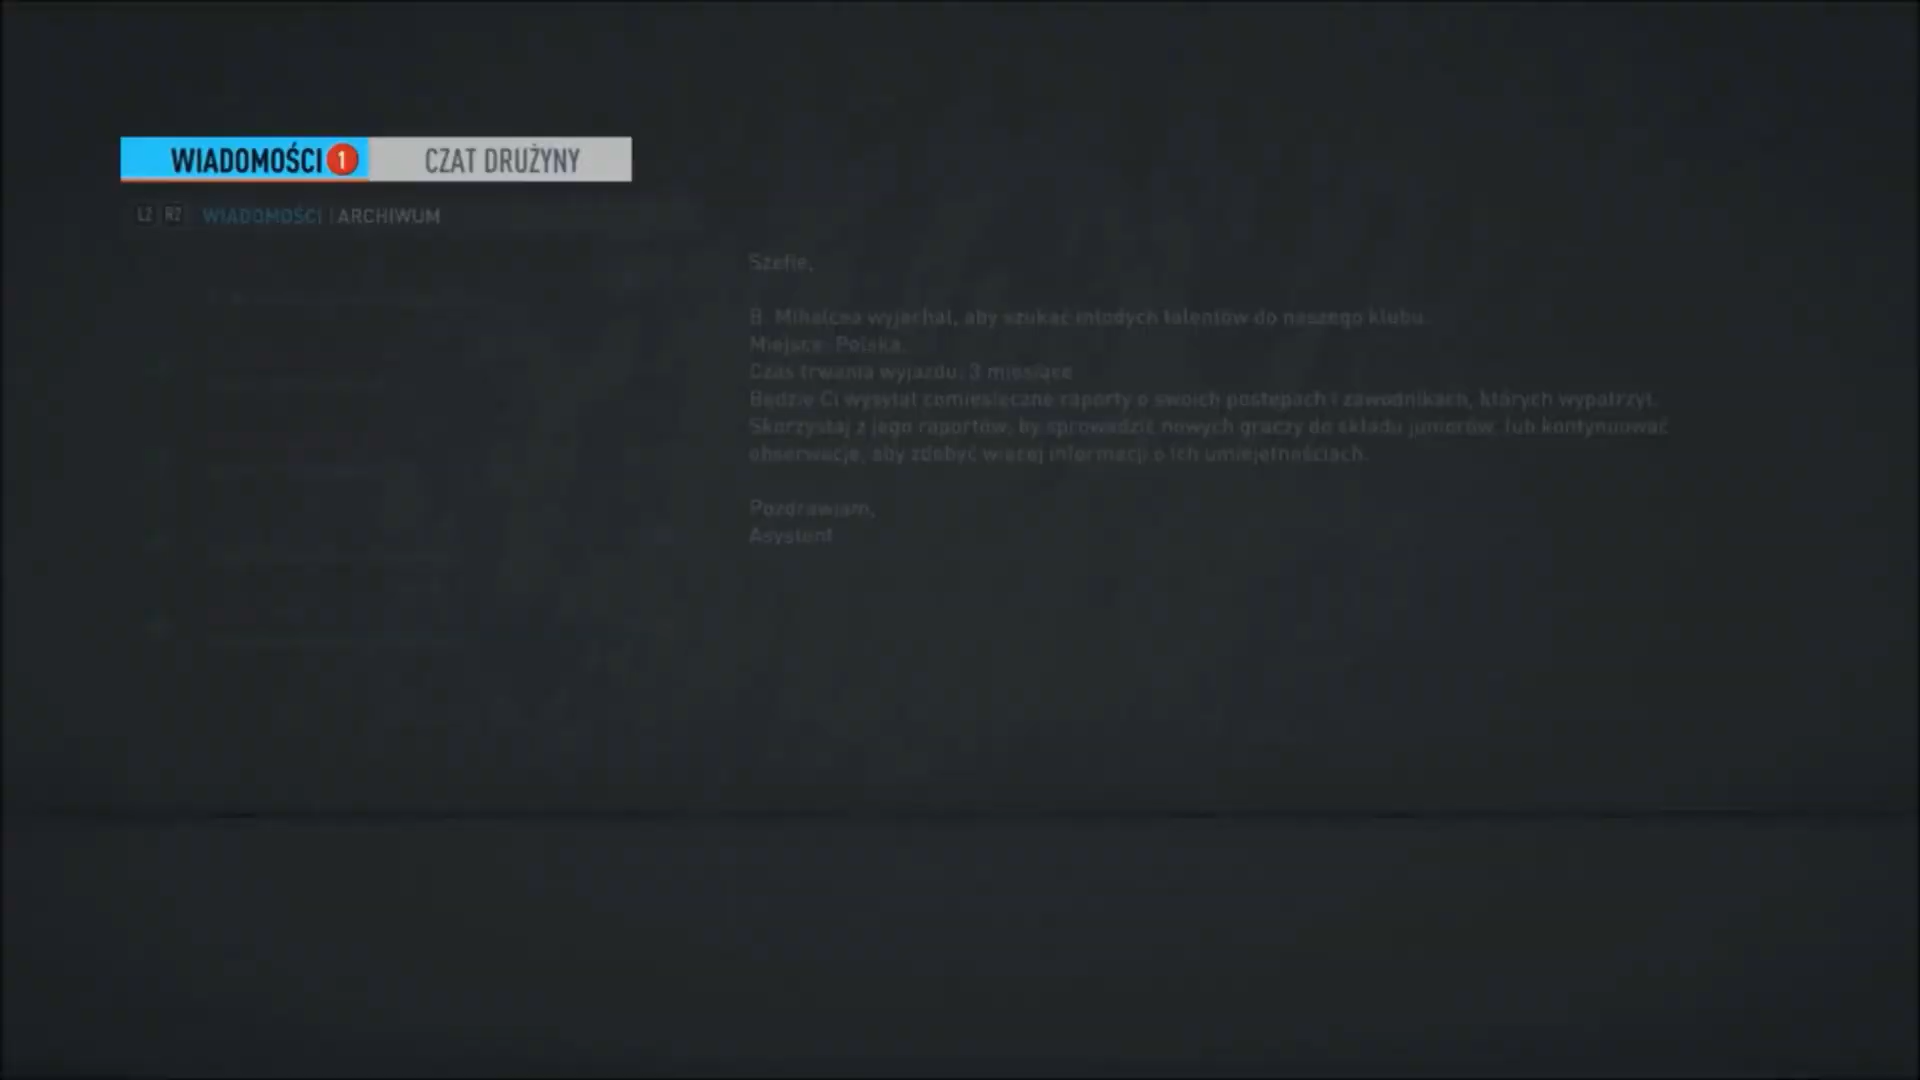 WIADOMOŚCI 1 CZAT DRUŻYNY
L2 R2 WIADOMOŚCI | ARCHIWUM
Szefie,
B. Mihalcea wyjechał, aby szukać młodych talentów do naszego klubu.
Miejsce: Polska
Czas trwania wyjazdu: 3 miesiące
Będzie Ci wysyłał comiesięczne raporty o swoich postępach i zawodnikach, których wypatrzył.
Skorzystaj z jego raportów, by sprowadzić nowych graczy do składu juniorów, lub kontynuować
obserwację, aby zdobyć więcej informacji o ich umiejętnościach.
Pozdrawiam,
Asystent